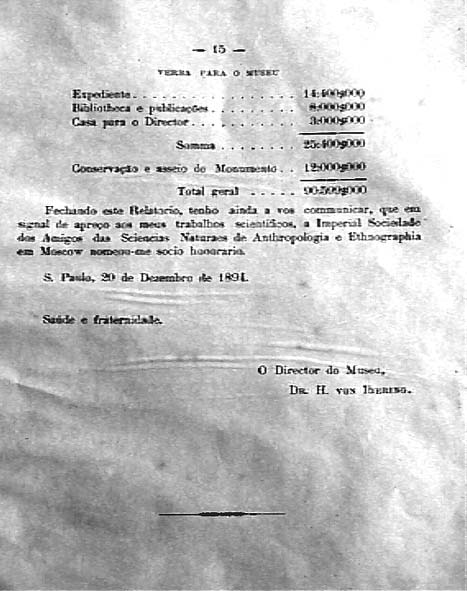 — 15 —
VERBA PARA O MUSEU
Expediente. . . . . . . . . . . . . . 14:400$000
Bibliotheca e publicações . . . . . . . 8:000$000
Casa para o Director . . . . . . . . . 3:000$000
Somma . . . . . . . 25:400$000
Conservação e asseio do Monumento . . 12:000$000
Total geral . . . . . 90:500$000
Fechando este Relatorio, tenho ainda a vos communicar, que em
signal de apreço aos meus trabalhos scientificos, a Imperial Sociedade
dos Amigos das Sciencias Naturaes de Anthropologia e Ethnographia
em Moscow nomeou-me socio honorario.
S. Paulo, 20 de Dezembro de 1894.
Saúde e fraternidade.
O Director do Museu,
DR. H. VON IHERING.